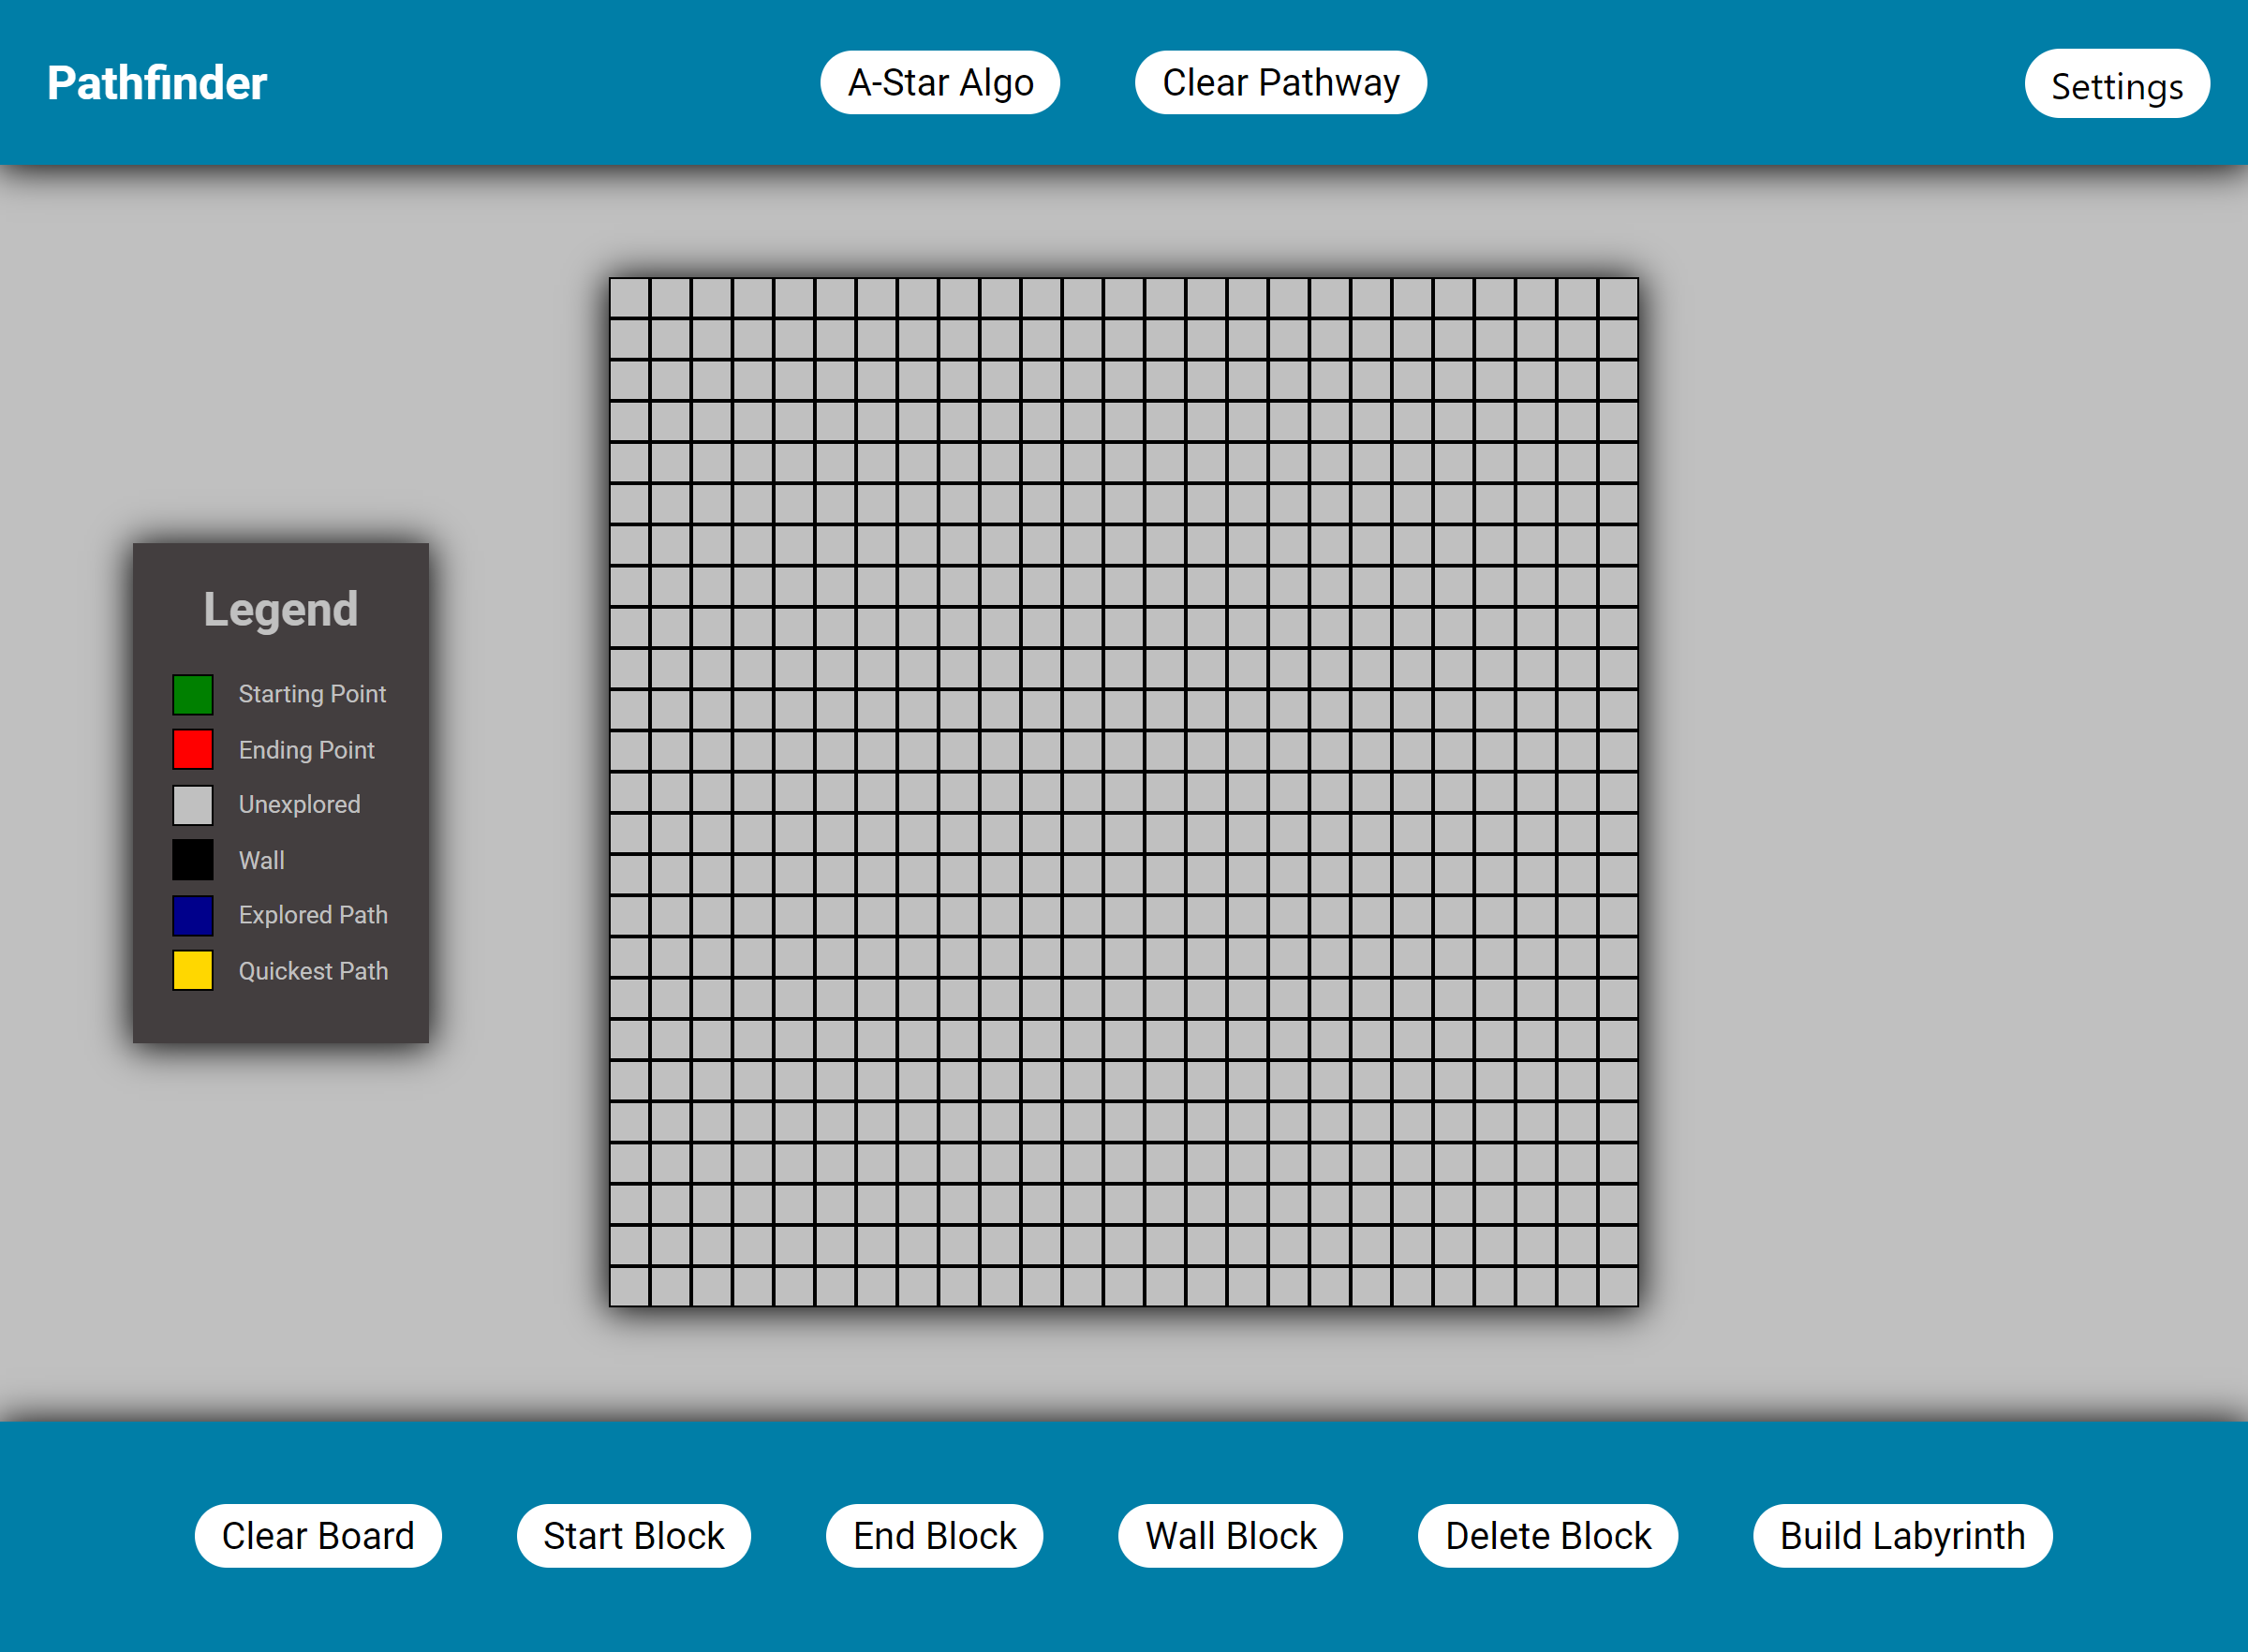 Pathfinder
A-Star Algo
Clear Pathway
Settings
Legend
Starting Point
Ending Point
Unexplored
Wall
Explored Path
Quickest Path
Clear Board
Start Block
End Block
Wall Block
Delete Block
Build Labyrinth